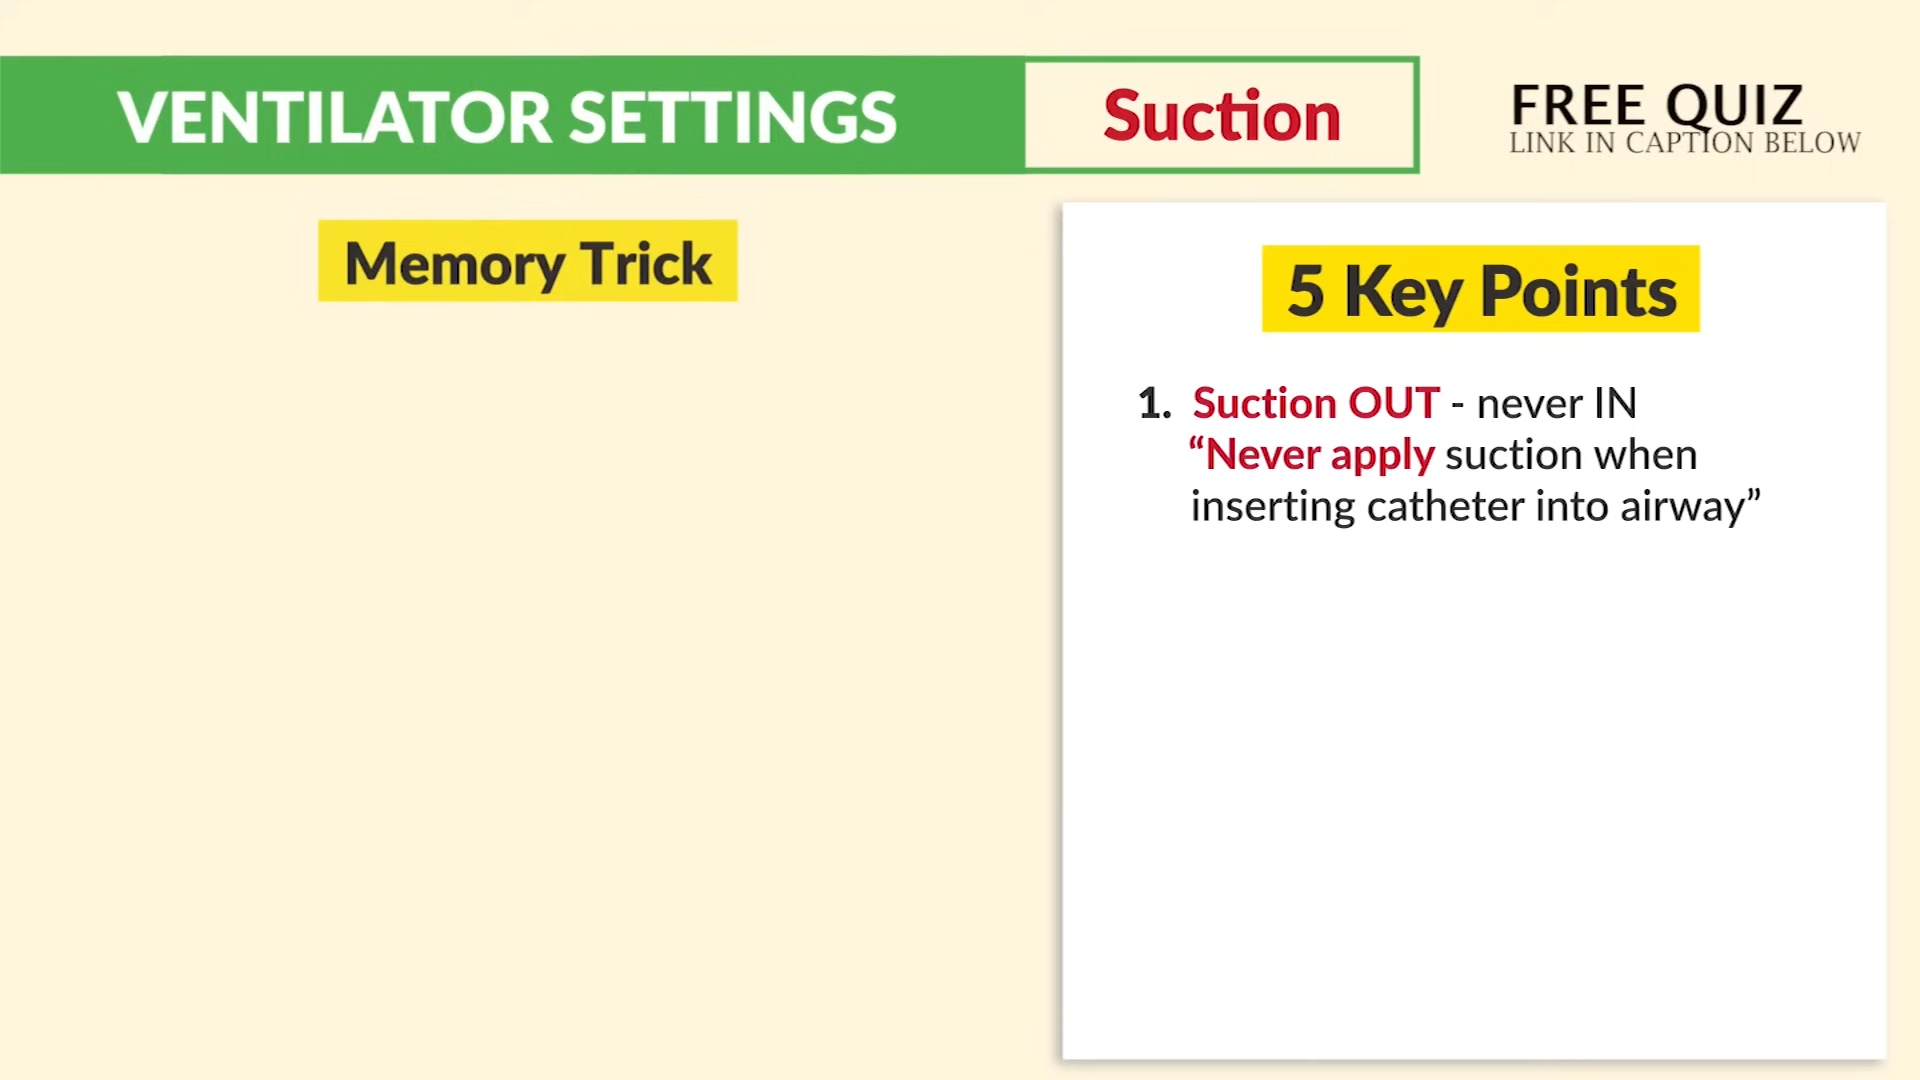 VENTILATOR SETTINGS
Suction
FREE QUIZ
LINK IN CAPTION BELOW
Memory Trick
5 Key Points
1. Suction OUT - never IN
“Never apply suction when
inserting catheter into airway”